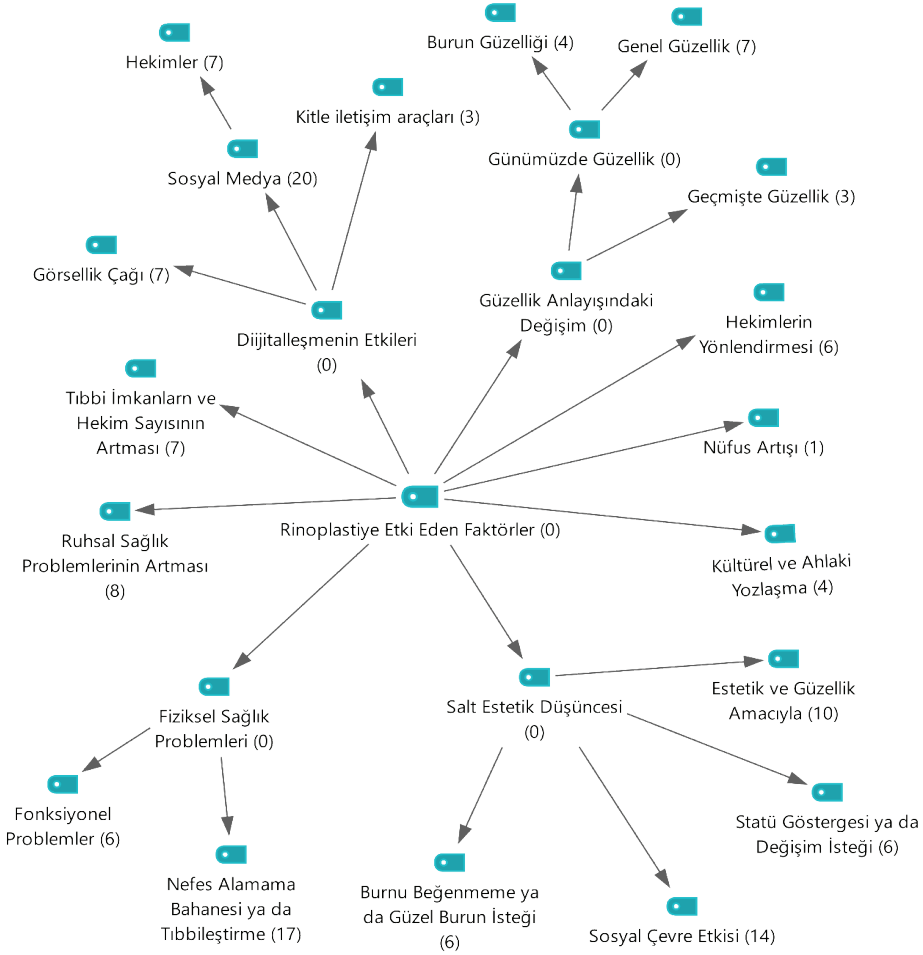 Hekimler (7)
Burun Güzelliği (4)
Genel Güzellik (7)
Kitle iletişim araçları (3)
Sosyal Medya (20)
Günümüzde Güzellik (0)
Geçmişte Güzellik (3)
Görsellik Çağı (7)
Diijitalleşmenin Etkileri
(0)
Güzellik Anlayışındaki
Değişim (0)
Hekimlerin
Yönlendirmesi (6)
Tıbbi İmkanlarn ve
Hekim Sayısının
Artması (7)
Nüfus Artışı (1)
Rinoplastiye Etki Eden Faktörler (0)
Ruhsal Sağlık
Problemlerinin Artması
(8)
Kültürel ve Ahlaki
Yozlaşma (4)
Fiziksel Sağlık
Problemleri (0)
Salt Estetik Düşüncesi
(0)
Estetik ve Güzellik
Amacıyla (10)
Fonksiyonel
Problemler (6)
Statü Göstergesi ya da
Değişim İsteği (6)
Nefes Alamama
Bahanesi ya da
Tıbbileştirme (17)
Burnu Beğenmeme ya
da Güzel Burun İsteği
(6)
Sosyal Çevre Etkisi (14)